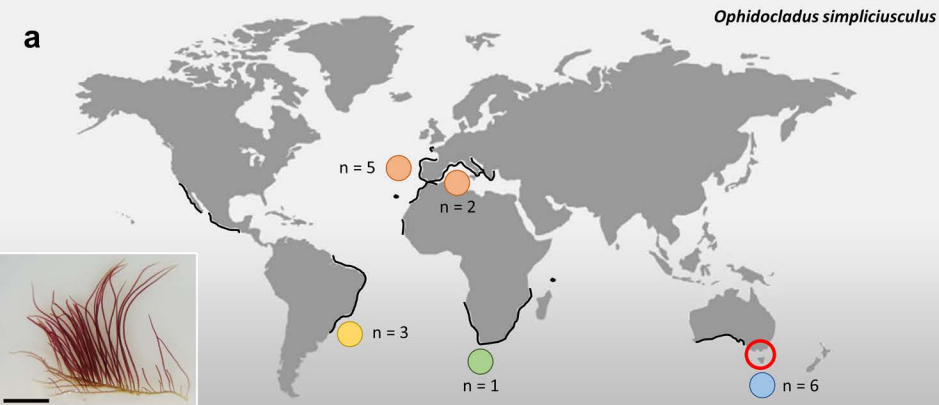 Ophidocladus simpliciusculus
a
n = 5
n = 2
n = 3
n = 1
n = 6